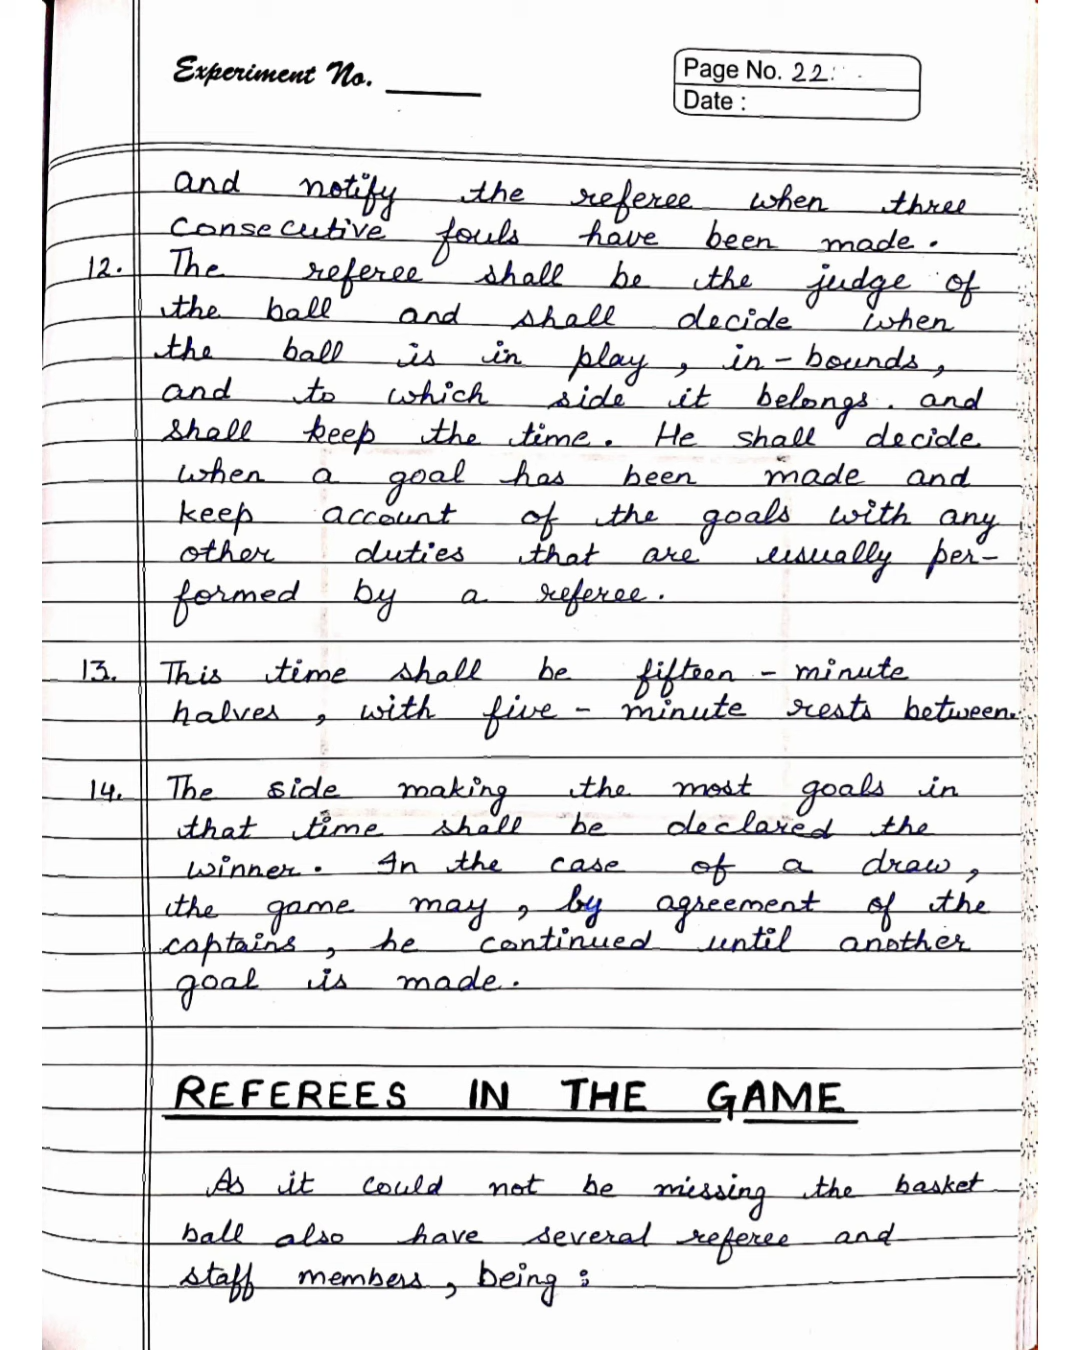 Experiment No.
Page No. 22
Date :
and notify the referee when three
consecutive fouls have been made.
12. The referee shall be the judge of
the ball and shall decide when
the ball is in play, in-bounds,
and to which side it belongs. and
shall keep the time. He shall decide
when a goal has been made and
keep account of the goals with any
other duties that are usually per-
formed by a referee.
13. This time shall be fifteen - minute
halves, with five - minute rests between.
14. The side making the most goals in
that time shall be declared the
winner. In the case of a draw,
the game may, by agreement of the
captains, be continued until another
goal is made.
REFEREES IN THE GAME
As it could not be missing the basket
ball also have several referee and
staff members, being :